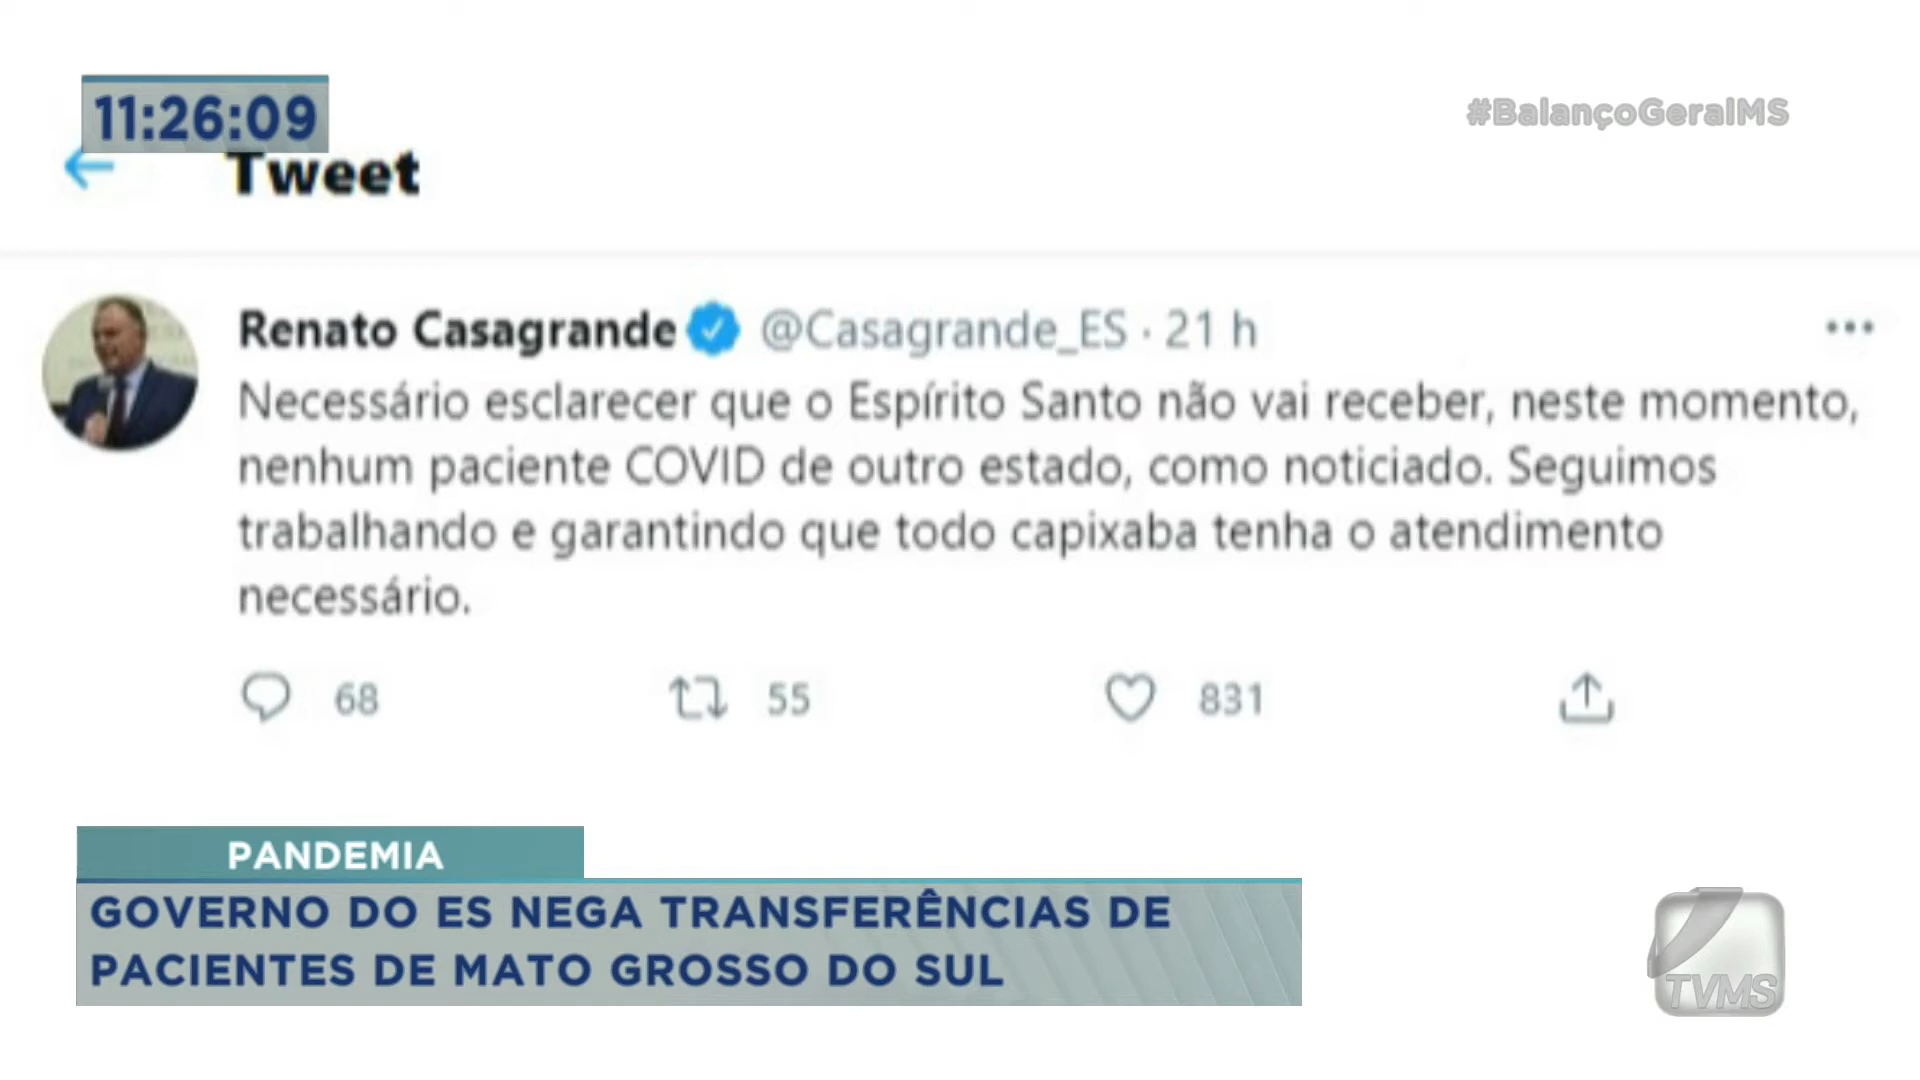 11:26:09
#BalançoGeralMS
Tweet
Renato Casagrande @Casagrande_ES · 21 h
Necessário esclarecer que o Espírito Santo não vai receber, neste momento,
nenhum paciente COVID de outro estado, como noticiado. Seguimos
trabalhando e garantindo que todo capixaba tenha o atendimento
necessário.
68 55 831
PANDEMIA
GOVERNO DO ES NEGA TRANSFERÊNCIAS DE
PACIENTES DE MATO GROSSO DO SUL
TVMS